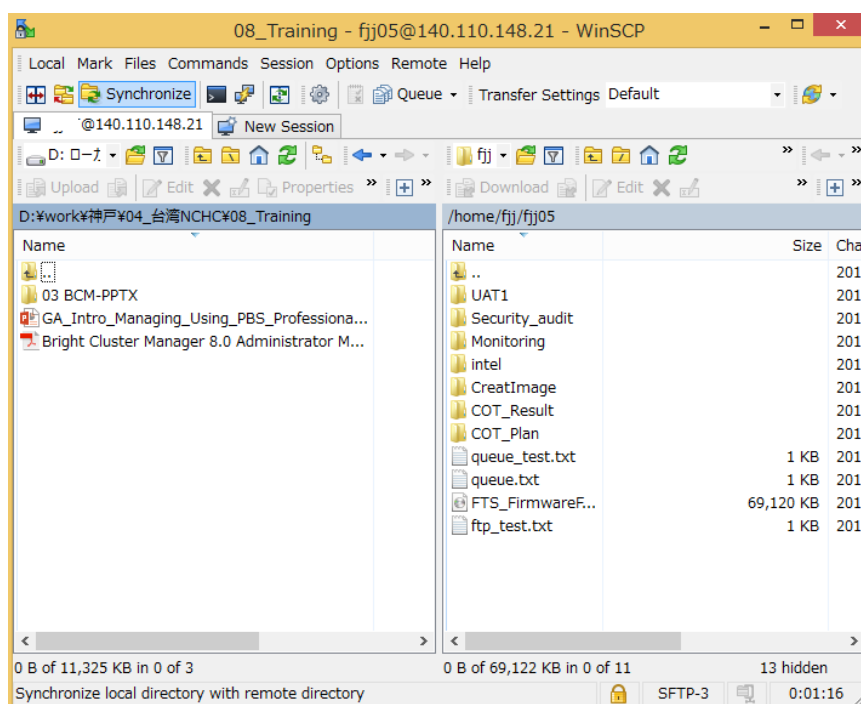 08_Training - fjj05@140.110.148.21 - WinSCP
Local Mark Files Commands Session Options Remote Help
Synchronize Queue Transfer Settings Default
@140.110.148.21 New Session
D: ローカ fjj
Upload Edit Properties Download Edit
D:¥work¥神戸¥04_台湾NCHC¥08_Training /home/fjj/fjj05
Name Name Size Cha
.. .. 201
03 BCM-PPTX UAT1 201
GA_Intro_Managing_Using_PBS_Professiona... Security_audit 201
Bright Cluster Manager 8.0 Administrator M... Monitoring 201
intel 201
CreatImage 201
COT_Result 201
COT_Plan 201
queue_test.txt 1 KB 201
queue.txt 1 KB 201
FTS_FirmwareF... 69,120 KB 201
ftp_test.txt 1 KB 201
0 B of 11,325 KB in 0 of 3 0 B of 69,122 KB in 0 of 11 13 hidden
Synchronize local directory with remote directory SFTP-3 0:01:16